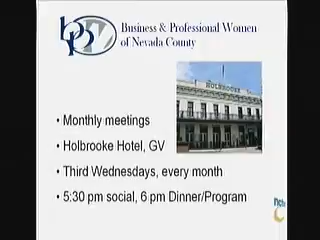 bpw
Business & Professional Women
of Nevada County
HOLBROOKE
• Monthly meetings
• Holbrooke Hotel, GV
• Third Wednesdays, every month
• 5:30 pm social, 6 pm Dinner/Program